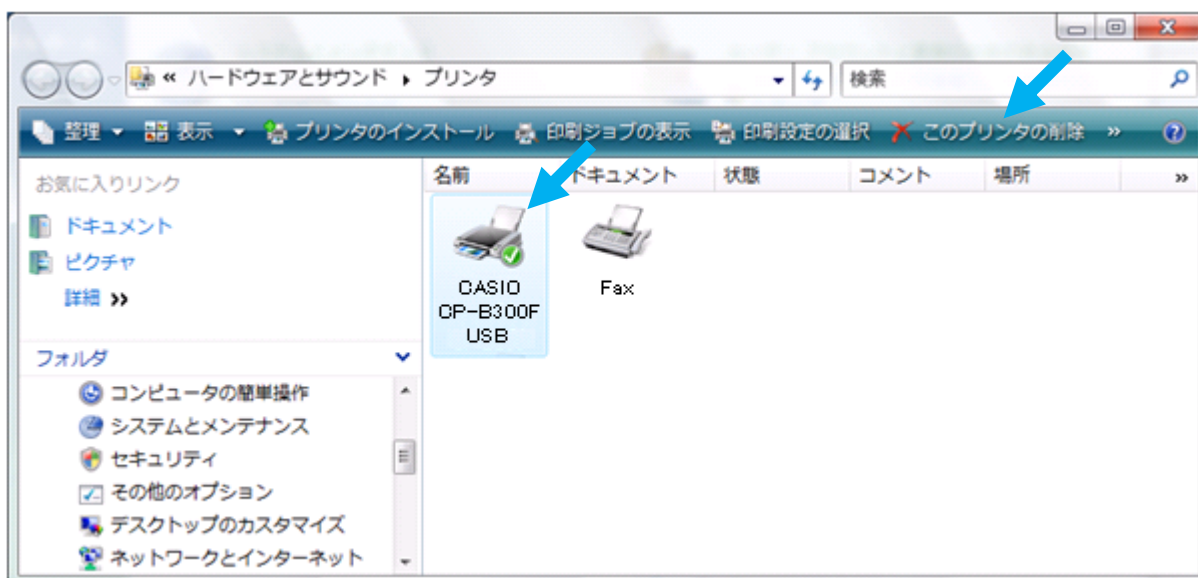 « ハードウェアとサウンド ▸ プリンタ
検索
整理 表示 プリンタのインストール 印刷ジョブの表示 印刷設定の選択 このプリンタの削除 »
お気に入りリンク
ドキュメント
ピクチャ
詳細 »
フォルダ
コンピュータの簡単操作
システムとメンテナンス
セキュリティ
その他のオプション
デスクトップのカスタマイズ
ネットワークとインターネット
名前 ドキュメント 状態 コメント 場所 »
CASIO
CP-B300F
USB
Fax